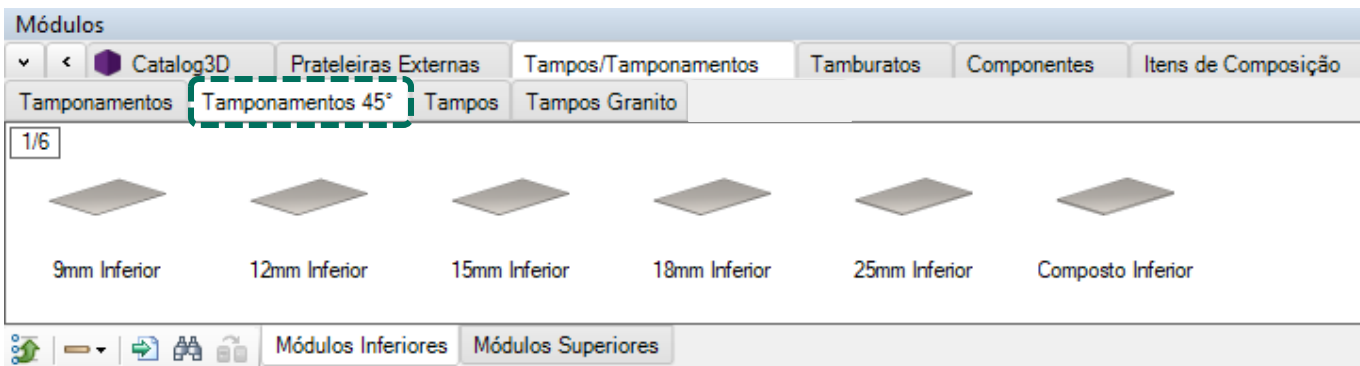 Módulos
Catalog3D Prateleiras Externas Tampos/Tamponamentos Tamburatos Componentes Itens de Composição
Tamponamentos Tamponamentos 45° Tampos Tampos Granito
1/6
9mm Inferior 12mm Inferior 15mm Inferior 18mm Inferior 25mm Inferior Composto Inferior
Módulos Inferiores Módulos Superiores